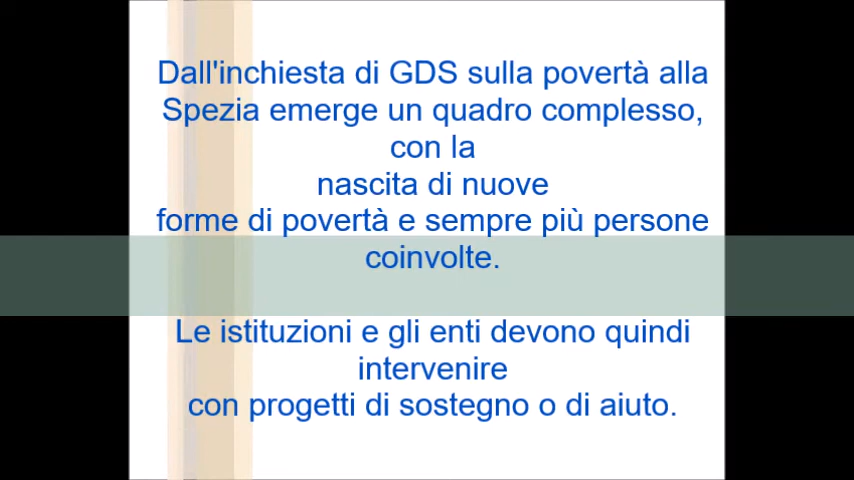 Dall'inchiesta di GDS sulla povertà alla
Spezia emerge un quadro complesso,
con la
nascita di nuove
forme di povertà e sempre più persone
coinvolte.
Le istituzioni e gli enti devono quindi
intervenire
con progetti di sostegno o di aiuto.